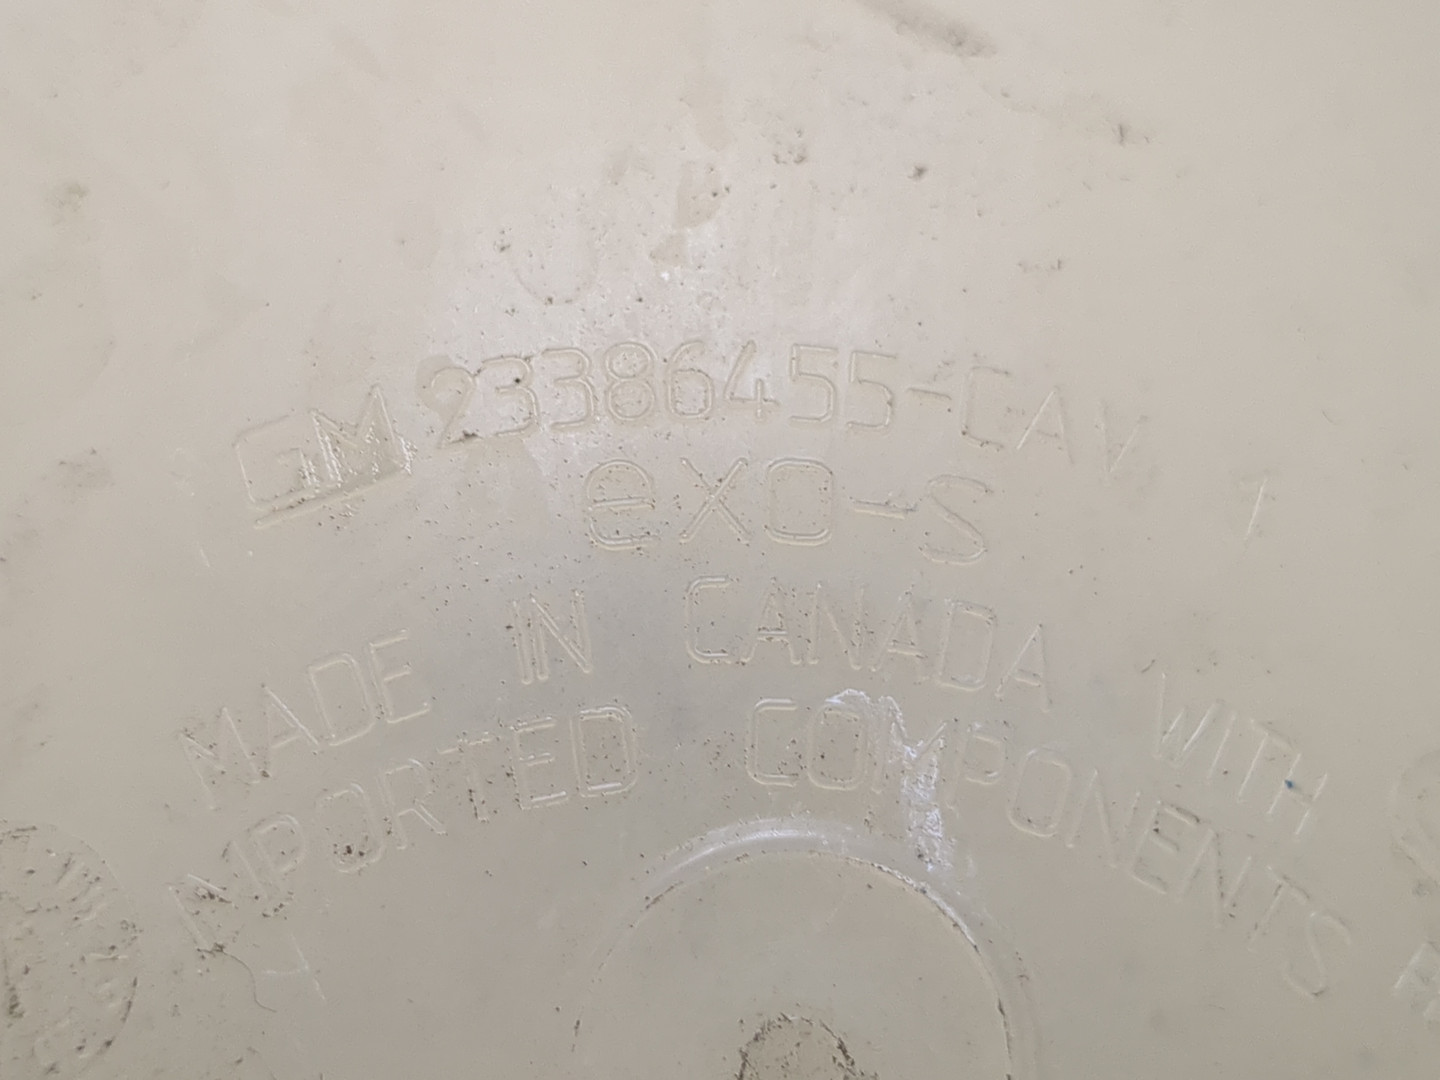 GM 23386455-CAV 1
exo-s
MADE IN CANADA WITH
IMPORTED COMPONENTS